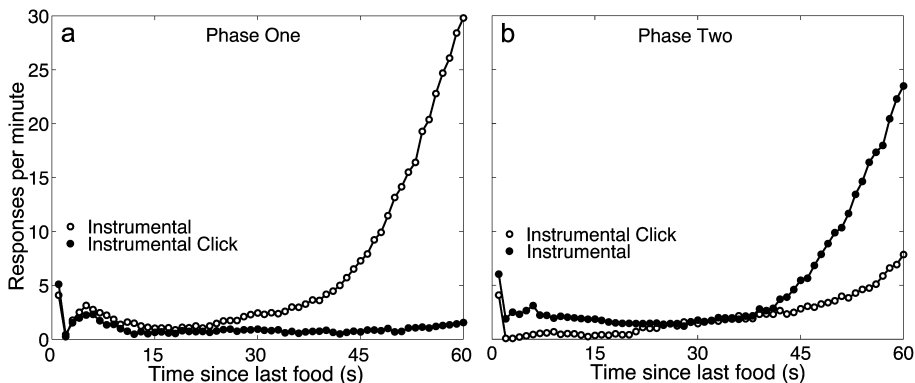 a
Phase One
30
25
20
15
10
5
0
Responses per minute
Instrumental
Instrumental Click
0
15
30
45
60
Time since last food (s)
b
Phase Two
Instrumental Click
Instrumental
0
15
30
45
60
Time since last food (s)